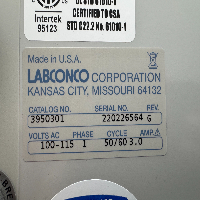 Intertek
95123
CERTIFIED TO CSA
STD C22.2 No. 61010-1
Made in U.S.A.
LABCONCO CORPORATION
KANSAS CITY, MISSOURI 64132
CATALOG NO. SERIAL NO. REV.
3950301 220226564 G
VOLTS AC PHASE CYCLE AMP.
100-115 1 50/60 3.0